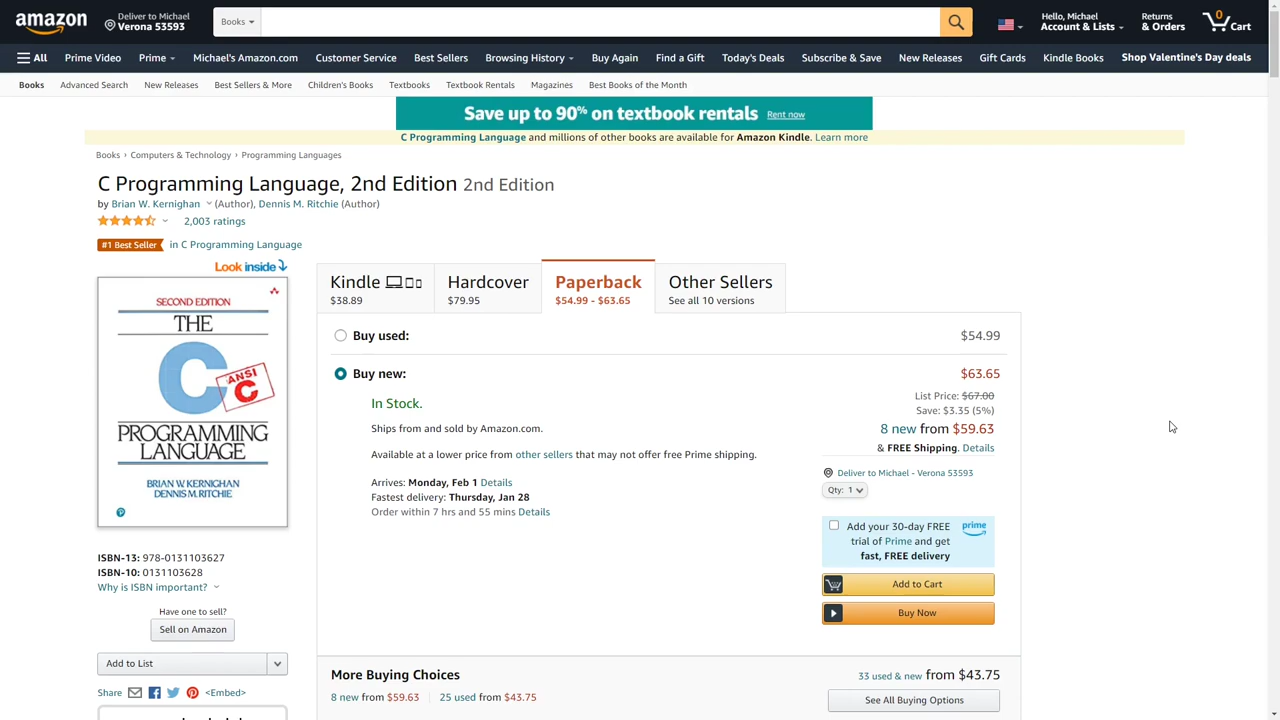 amazon
Deliver to Michael
Verona 53593
Books
Hello, Michael
Account & Lists
Returns
& Orders
0
Cart
All
Prime Video
Prime
Michael's Amazon.com
Customer Service
Best Sellers
Browsing History
Buy Again
Find a Gift
Today's Deals
Subscribe & Save
New Releases
Gift Cards
Kindle Books
Shop Valentine's Day deals
Books
Advanced Search
New Releases
Best Sellers & More
Children's Books
Textbooks
Textbook Rentals
Magazines
Best Books of the Month
Save up to 90% on textbook rentals Rent now
C Programming Language and millions of other books are available for Amazon Kindle. Learn more
Books › Computers & Technology › Programming Languages
C Programming Language, 2nd Edition 2nd Edition
by Brian W. Kernighan (Author), Dennis M. Ritchie (Author)
2,003 ratings
#1 Best Seller in C Programming Language
Look inside
SECOND EDITION
THE
C
ANSI
C
PROGRAMMING
LANGUAGE
BRIAN W. KERNIGHAN
DENNIS M. RITCHIE
ISBN-13: 978-0131103627
ISBN-10: 0131103628
Why is ISBN important?
Have one to sell?
Sell on Amazon
Add to List
Share
<Embed>
Kindle
$38.89
Hardcover
$79.95
Paperback
$54.99 - $63.65
Other Sellers
See all 10 versions
Buy used: $54.99
Buy new: $63.65
In Stock.
Ships from and sold by Amazon.com.
Available at a lower price from other sellers that may not offer free Prime shipping.
Arrives: Monday, Feb 1 Details
Fastest delivery: Thursday, Jan 28
Order within 7 hrs and 55 mins Details
List Price: $67.00
Save: $3.35 (5%)
8 new from $59.63
& FREE Shipping. Details
Deliver to Michael - Verona 53593
Qty: 1
Add your 30-day FREE
trial of Prime and get
fast, FREE delivery
prime
Add to Cart
Buy Now
More Buying Choices
8 new from $59.63
25 used from $43.75
33 used & new from $43.75
See All Buying Options